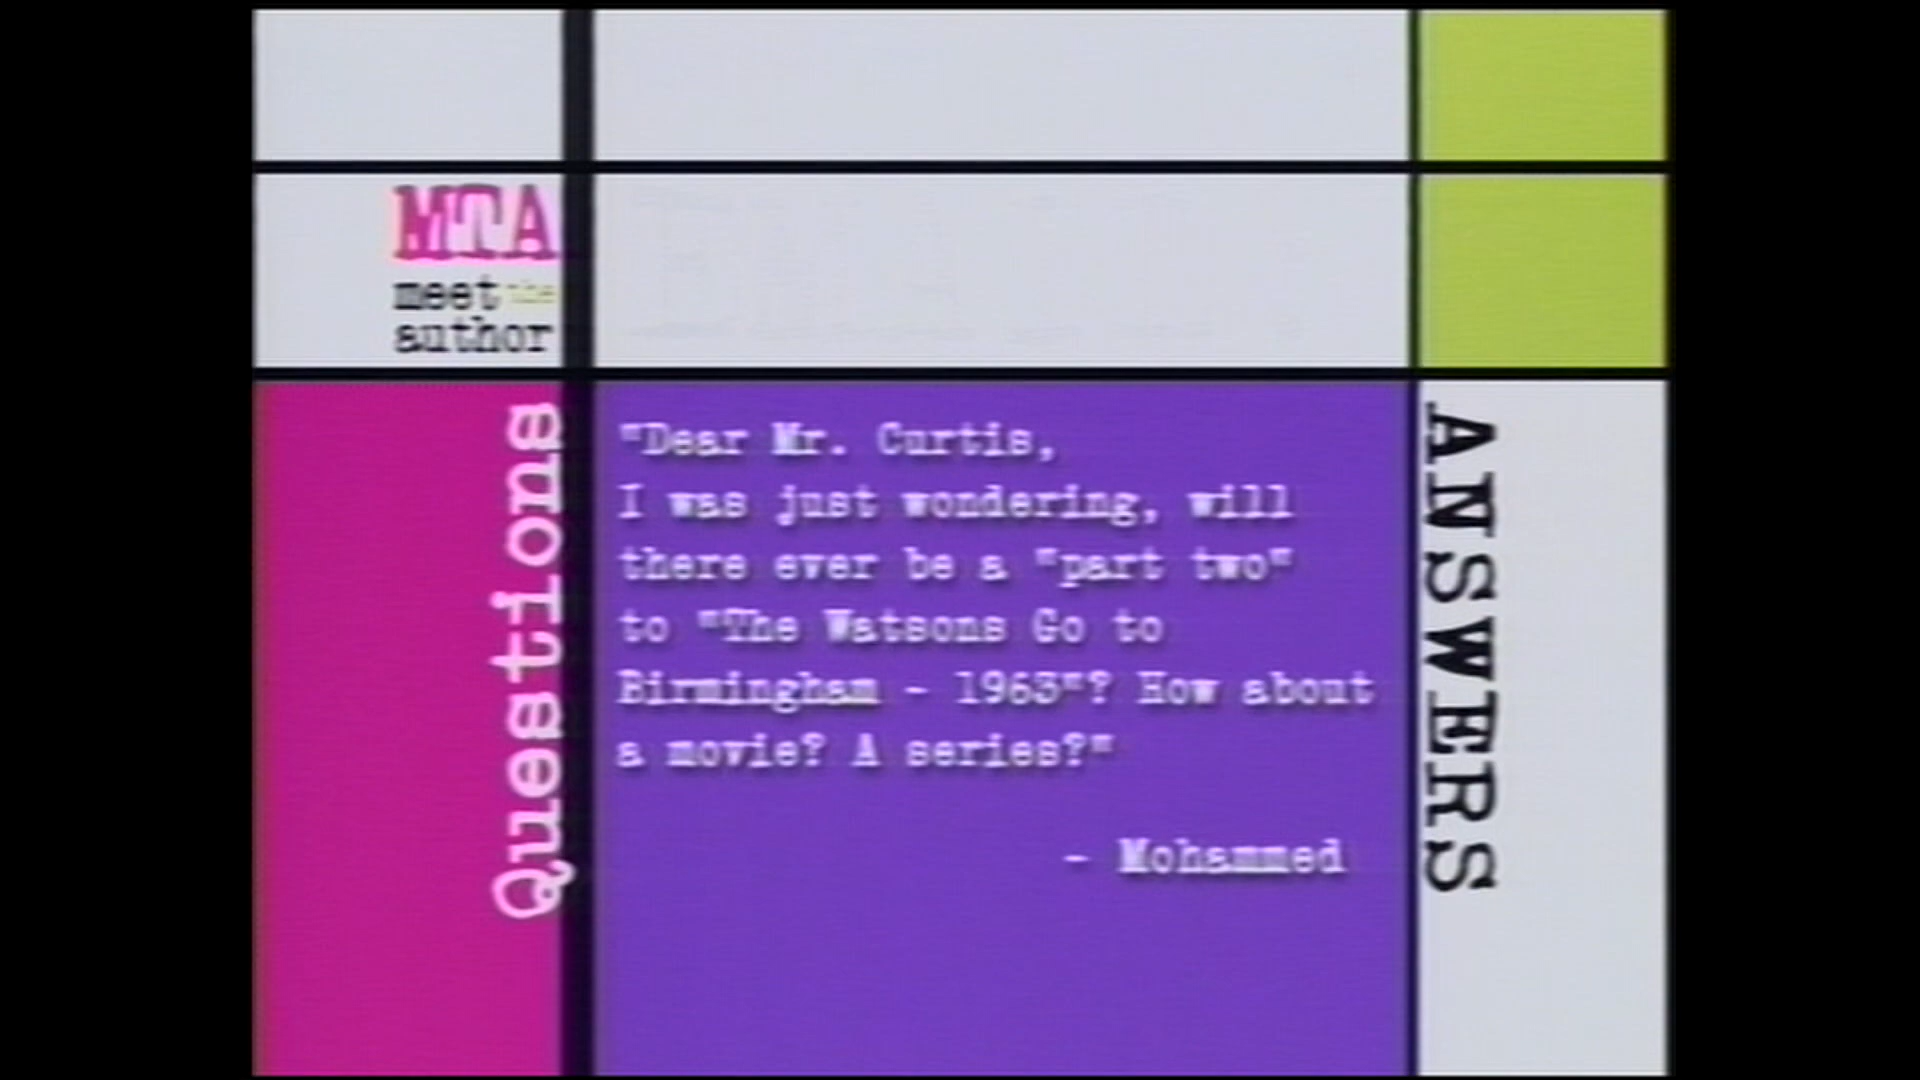 MTA
meet the
author
Questions
"Dear Mr. Curtis,
I was just wondering, will
there ever be a "part two"
to "The Watsons Go to
Birmingham - 1963"? How about
a movie? A series?"
- Mohammed
ANSWERS